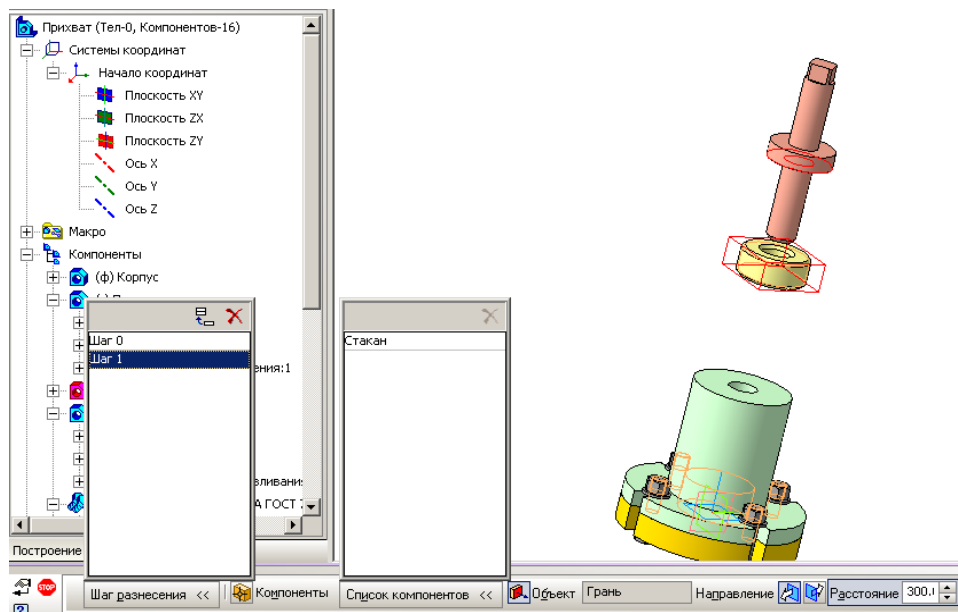 Прихват (Тел-0, Компонентов-16)
Системы координат
Начало координат
Плоскость XY
Плоскость ZX
Плоскость ZY
Ось X
Ось Y
Ось Z
Макро
Компоненты
(ф) Корпус
Шаг 0
Шаг 1
Стакан
ения:1
вливани
А ГОСТ
Построение
STOP
Шаг разнесения <<
Компоненты
Список компонентов <<
Объект
Грань
Направление
Расстояние
300.